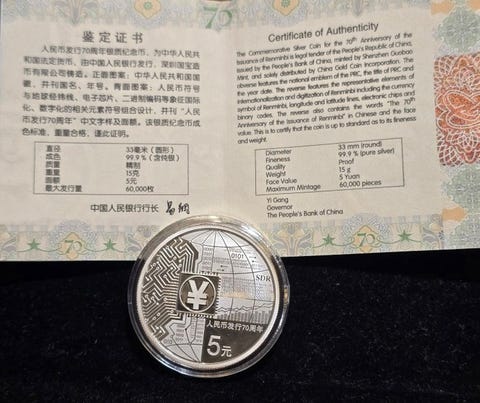 70
鉴定证书
人民币发行70周年银质纪念币，为中华人民共
和国法定货币，由中国人民银行发行，深圳国宝造
币有限公司铸造。正面图案：中华人民共和国国
徽，并刊国名、年号。背面图案：人民币符号
与地球经纬线、电子芯片、二进制编码等象征国际
化、数字化的相关元素符号组合设计，并刊“人民
币发行70周年”中文字样及面额。该银质纪念币成
色标准，重量合格，谨此证明。
直径 33毫米（圆形）
成色 99.9％（含纯银）
质量 精制
重量 15克
面额 5元
最大发行量 60,000枚
中国人民银行行长 易纲
70
Certificate of Authenticity
The Commemorative Silver Coin for the 70th Anniversary of the
Issuance of Renminbi is legal tender of the People's Republic of China,
issued by the People's Bank of China, minted by Shenzhen Guobao
Mint, and solely distributed by China Gold Coin Incorporation. The
obverse features the national emblem of the PRC, the title of PRC and
the year date. The reverse features the representative elements of
internationalization and digitization of Renminbi including the currency
symbol of Renminbi, longitude and latitude lines, electronic chips and
binary codes. The reverse also contains the words "The 70th
Anniversary of the Issuance of Renminbi" in Chinese and the face
value. This is to certify that the coin is up to standard as to its fineness
and weight.
Diameter 33 mm (round)
Fineness 99.9 % (pure silver)
Quality Proof
Weight 15 g
Face Value 5 Yuan
Maximum Mintage 60,000 pieces
Yi Gang
Governor
The People's Bank of China
70
0101
SDR
¥
人民币发行70周年
5元